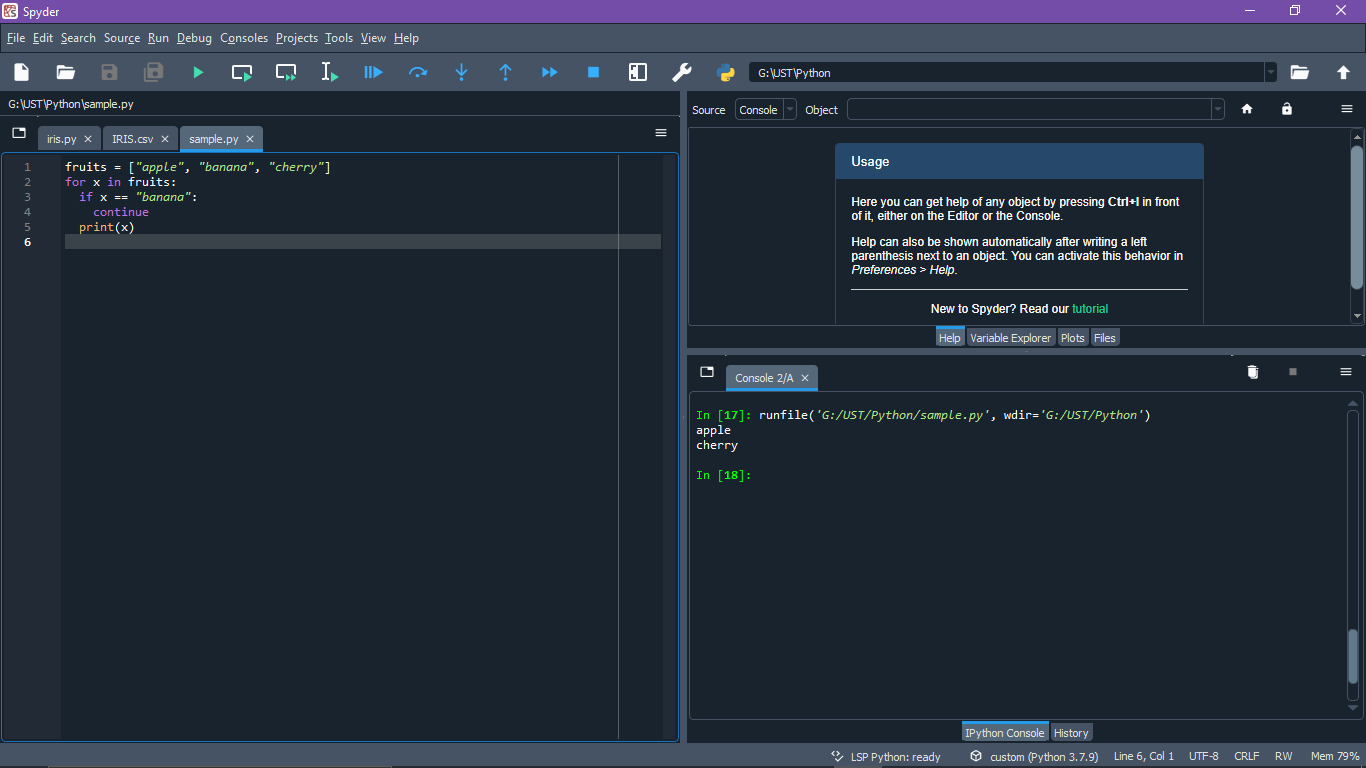 Spyder
File Edit Search Source Run Debug Consoles Projects Tools View Help
G:\UST\Python
G:\UST\Python\sample.py
iris.py
IRIS.csv
sample.py
1 fruits = ["apple", "banana", "cherry"]
2 for x in fruits:
3   if x == "banana":
4     continue
5   print(x)
6
Source Console Object
Usage
Here you can get help of any object by pressing Ctrl+I in front
of it, either on the Editor or the Console.
Help can also be shown automatically after writing a left
parenthesis next to an object. You can activate this behavior in
Preferences > Help.
New to Spyder? Read our tutorial
Help Variable Explorer Plots Files
Console 2/A
In [17]: runfile('G:/UST/Python/sample.py', wdir='G:/UST/Python')
apple
cherry
In [18]:
IPython Console History
LSP Python: ready custom (Python 3.7.9) Line 6, Col 1 UTF-8 CRLF RW Mem 79%